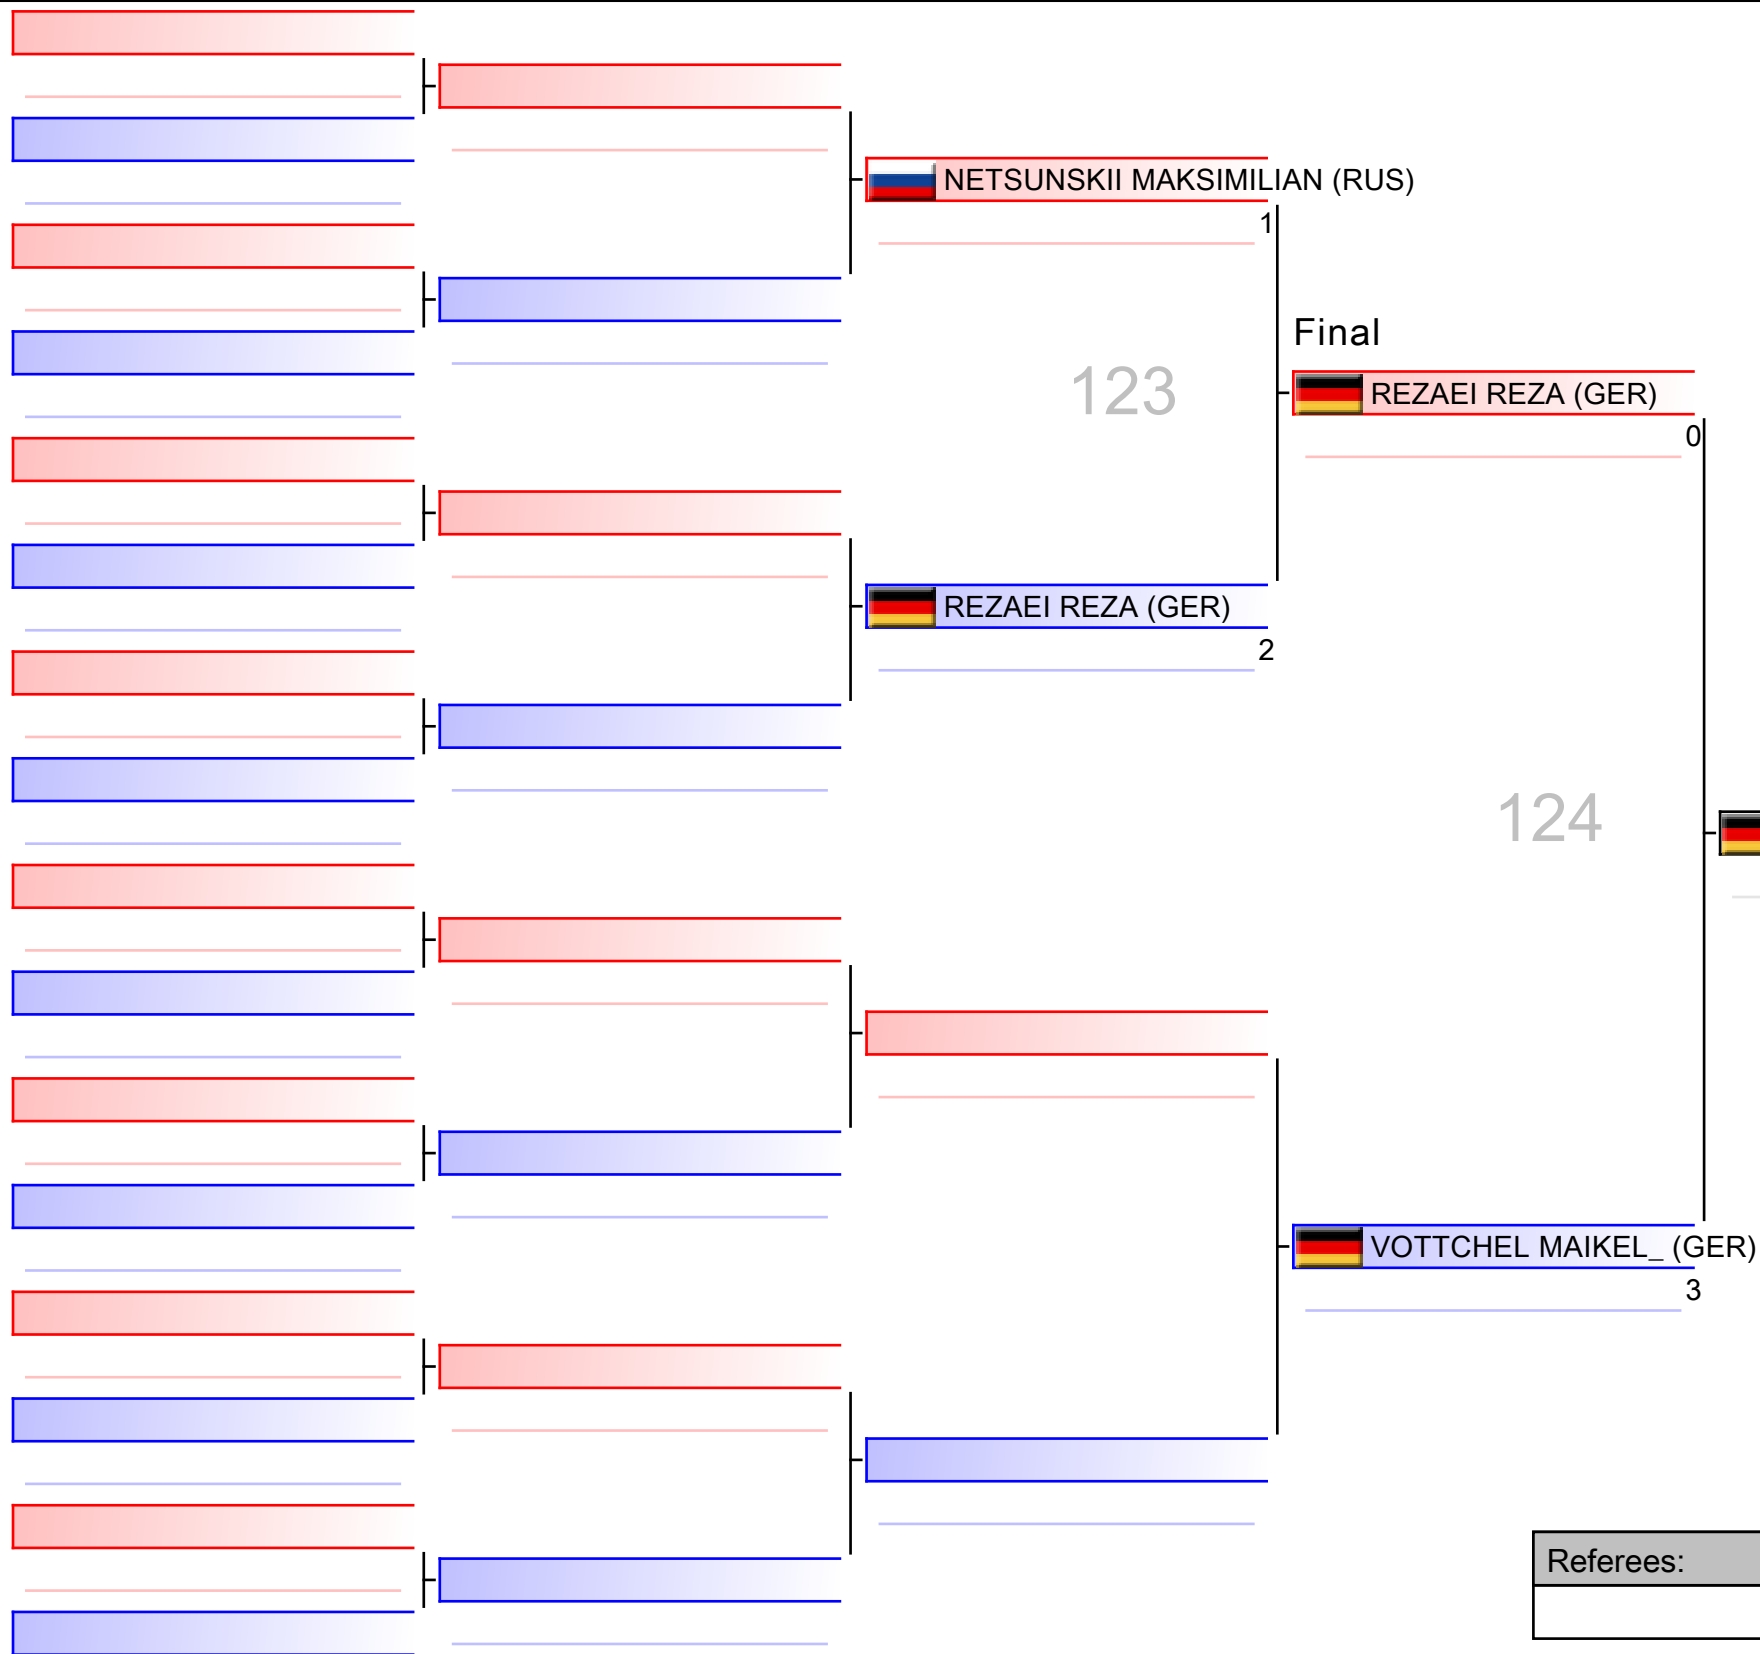 NETSUNSKII MAKSIMILIAN (RUS)
1
Final
123
REZAEI REZA (GER)
0
REZAEI REZA (GER)
2
124
VOTTCHEL MAIKEL_ (GER)
3
Referees: